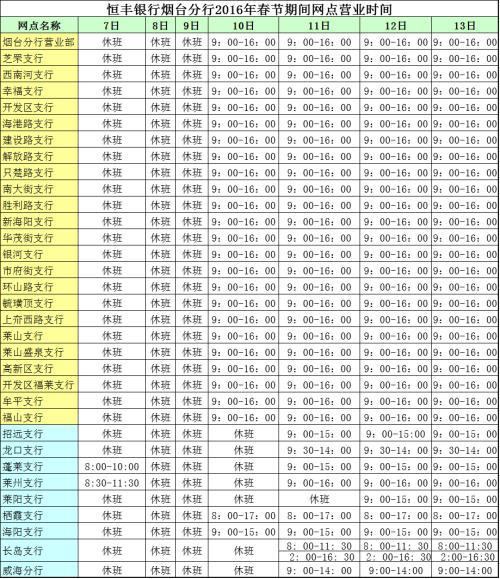 恒丰银行烟台分行2016年春节期间网点营业时间
网点名称 7日 8日 9日 10日 11日 12日 13日
烟台分行营业部 休班 休班 休班 9：00-16：00 9：00-16：00 9：00-16：00 9：00-16：00
芝罘支行 休班 休班 休班 9：00-16：00 9：00-16：00 9：00-16：00 9：00-16：00
西南河支行 休班 休班 休班 9：00-16：00 9：00-16：00 9：00-16：00 9：00-16：00
幸福支行 休班 休班 休班 9：00-16：00 9：00-16：00 9：00-16：00 9：00-16：00
开发区支行 休班 休班 休班 9：00-16：00 9：00-16：00 9：00-16：00 9：00-16：00
海港路支行 休班 休班 休班 9：00-16：00 9：00-16：00 9：00-16：00 9：00-16：00
建设路支行 休班 休班 休班 9：00-16：00 9：00-16：00 9：00-16：00 9：00-16：00
解放路支行 休班 休班 休班 9：00-16：00 9：00-16：00 9：00-16：00 9：00-16：00
只楚路支行 休班 休班 休班 9：00-16：00 9：00-16：00 9：00-16：00 9：00-16：00
南大街支行 休班 休班 休班 9：00-16：00 9：00-16：00 9：00-16：00 9：00-16：00
胜利路支行 休班 休班 休班 9：00-16：00 9：00-16：00 9：00-16：00 9：00-16：00
新海阳支行 休班 休班 休班 9：00-16：00 9：00-16：00 9：00-16：00 9：00-16：00
华茂街支行 休班 休班 休班 9：00-16：00 9：00-16：00 9：00-16：00 9：00-16：00
银河支行 休班 休班 休班 9：00-16：00 9：00-16：00 9：00-16：00 9：00-16：00
市府街支行 休班 休班 休班 9：00-16：00 9：00-16：00 9：00-16：00 9：00-16：00
环山路支行 休班 休班 休班 9：00-16：00 9：00-16：00 9：00-16：00 9：00-16：00
毓璜顶支行 休班 休班 休班 9：00-16：00 9：00-16：00 9：00-16：00 9：00-16：00
上夼西路支行 休班 休班 休班 9：00-16：00 9：00-16：00 9：00-16：00 9：00-16：00
莱山支行 休班 休班 休班 9：00-16：00 9：00-16：00 9：00-16：00 9：00-16：00
莱山盛泉支行 休班 休班 休班 9：00-16：00 9：00-16：00 9：00-16：00 9：00-16：00
高新区支行 休班 休班 休班 9：00-16：00 9：00-16：00 9：00-16：00 9：00-16：00
开发区福莱支行 休班 休班 休班 9：00-16：00 9：00-16：00 9：00-16：00 9：00-16：00
牟平支行 休班 休班 休班 9：00-16：00 9：00-16：00 9：00-16：00 9：00-16：00
福山支行 休班 休班 休班 9：00-16：00 9：00-16：00 9：00-16：00 9：00-16：00
招远支行 休班 休班 休班 休班 9：00-15：00 9：00-15:00 9：00-15：00
龙口支行 休班 休班 休班 休班 9：30-14：00 9：30-14：00 9：30-14：00
蓬莱支行 8:00-10:00 休班 休班 休班 9：00-15：00 9：00-15：00 9：00-15：00
莱州支行 8:30-11:30 休班 休班 休班 9：00-16：00 9：00-16：00 9：00-16：00
莱阳支行 休班 休班 休班 休班 休班 9：00-15：00 9：00-15：00
栖霞支行 休班 休班 休班 8：00-17：00 8：00-17：00 8：00-17：00 8：00-17：00
海阳支行 休班 休班 休班 9：00-15：00 9：00-15：00 9：00-15：00 9：00-15：00
长岛支行 休班 休班 休班 休班 8：00-11：30 8：00-11：30 8:00-11:30
2：00-16：30 2：00-16：30 2:00-16:30
威海分行 休班 休班 休班 休班 9：00-14：00 9:00-14:00 9:00-14:00